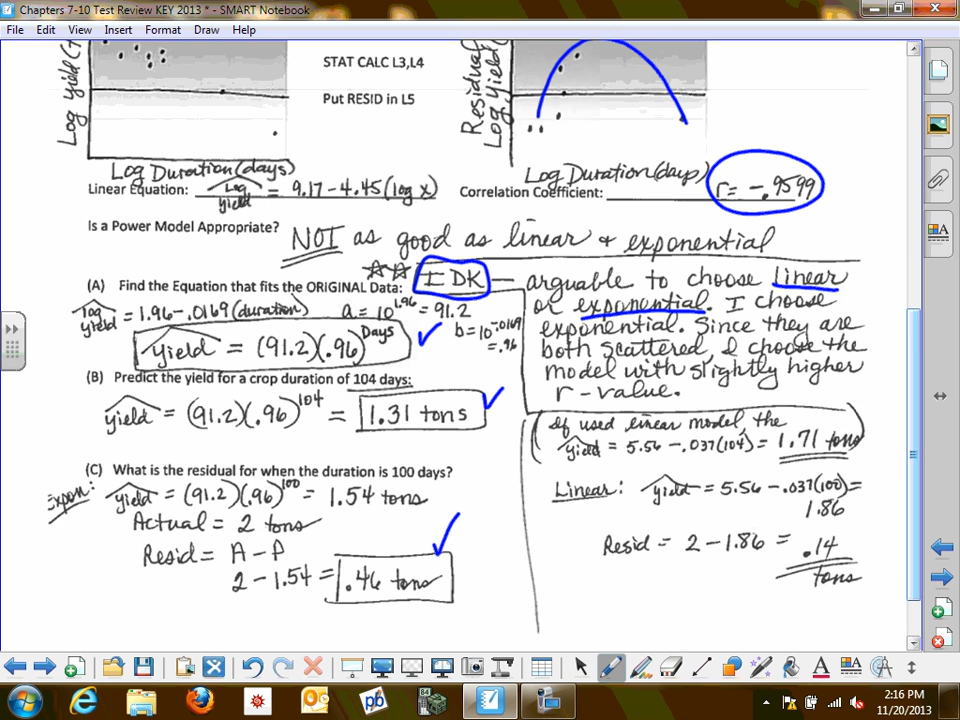 Chapters 7-10 Test Review KEY 2013 * - SMART Notebook
File Edit View Insert Format Draw Help
Log Yield
STAT CALC L3,L4
Put RESID in L5
Residual
Log Yield
Log Duration (days)
Log Duration (days)
Linear Equation: log yield = 9.17 - 4.45 (log x)
Correlation Coefficient: r = -.9599
Is a Power Model Appropriate? NOT as good as linear & exponential
(A) Find the Equation that fits the ORIGINAL Data: IDK — arguable to choose linear
or exponential. I choose
exponential. Since they are
both scattered, I choose the
model with slightly higher
r-value.
log yield = 1.96 - .0169 (duration) a = 10^1.96 = 91.2
b = 10^-.0169
= .96
yield = (91.2)(.96)^Days
(B) Predict the yield for a crop duration of 104 days:
yield = (91.2)(.96)^104 = 1.31 tons
(If used linear model, the
yield = 5.56 - .037(104) = 1.71 tons)
(C) What is the residual for when the duration is 100 days?
Expon: yield = (91.2)(.96)^100 = 1.54 tons
Actual = 2 tons
Resid = A - P
2 - 1.54 = .46 tons
Linear: yield = 5.56 - .037(100) =
1.86
Resid = 2 - 1.86 = .14
tons
2:16 PM
11/20/2013